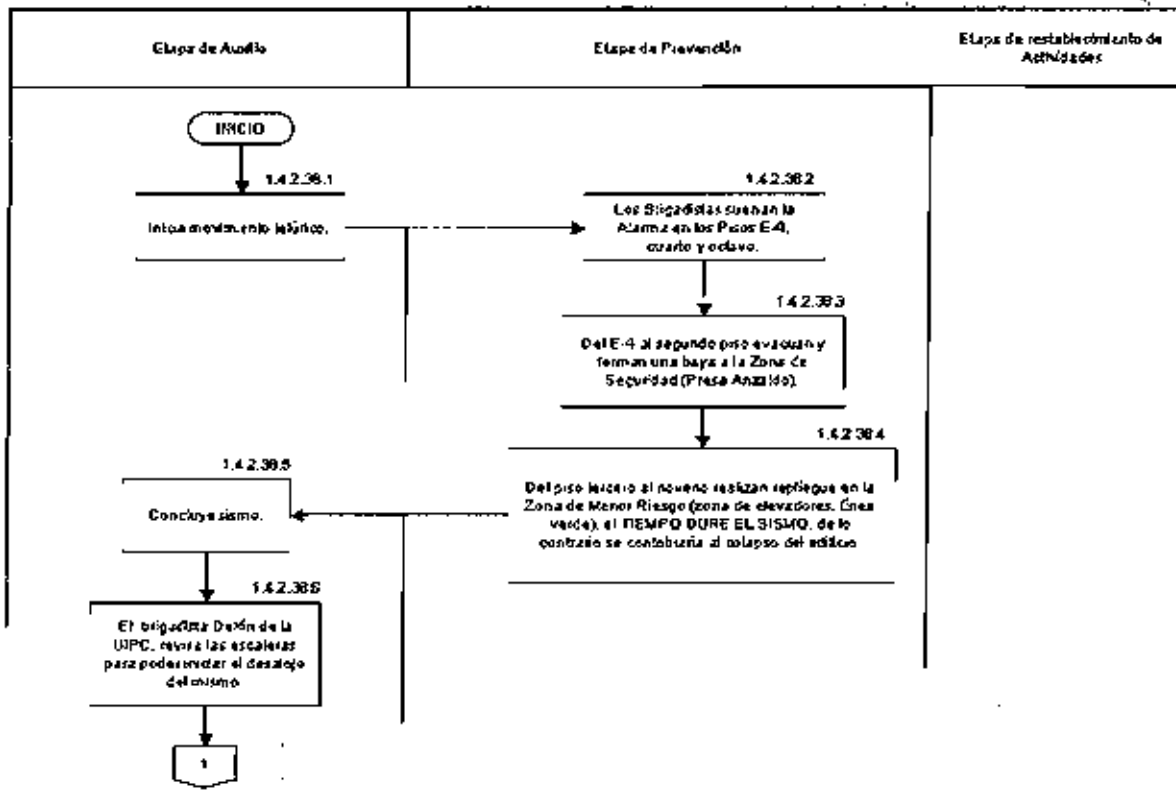 Etapa de Auxilio
Etapa de Prevención
Etapa de restablecimiento de
Actividades
INICIO
1.4.2.38.1
Inicia movimiento telúrico.
1.4.2.38.2
Los Brigadistas suenan la
Alarma en los Pisos E-4,
cuarto y octavo.
1.4.2.38.3
Del E-4 al segundo piso evacuan y
forman una baya a la Zona de
Seguridad (Presa Anzaldo).
1.4.2.38.4
Del piso tercero al noveno realizan repliegue en la
Zona de Menor Riesgo (zona de elevadores, línea
verde), el TIEMPO DURE EL SISMO, de lo
contrario se contaburia al colapso del edificio
1.4.2.38.5
Concluye sismo.
1.4.2.38.6
El brigadista de la
UIPC, revisa las escaleras
para poder iniciar el desalojo
del mismo
1